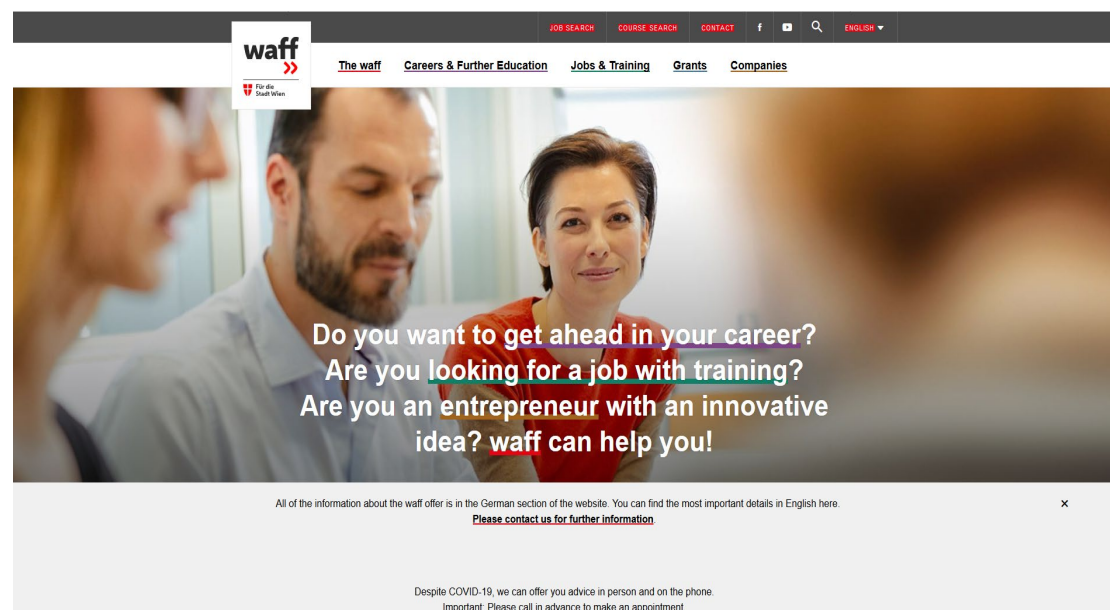 JOB SEARCH
COURSE SEARCH
CONTACT
f
ENGLISH
waff
Für die
Stadt Wien
The waff
Careers & Further Education
Jobs & Training
Grants
Companies
Do you want to get ahead in your career?
Are you looking for a job with training?
Are you an entrepreneur with an innovative
idea? waff can help you!
All of the information about the waff offer is in the German section of the website. You can find the most important details in English here.
Please contact us for further information.
Despite COVID-19, we can offer you advice in person and on the phone.
Important: Please call in advance to make an appointment